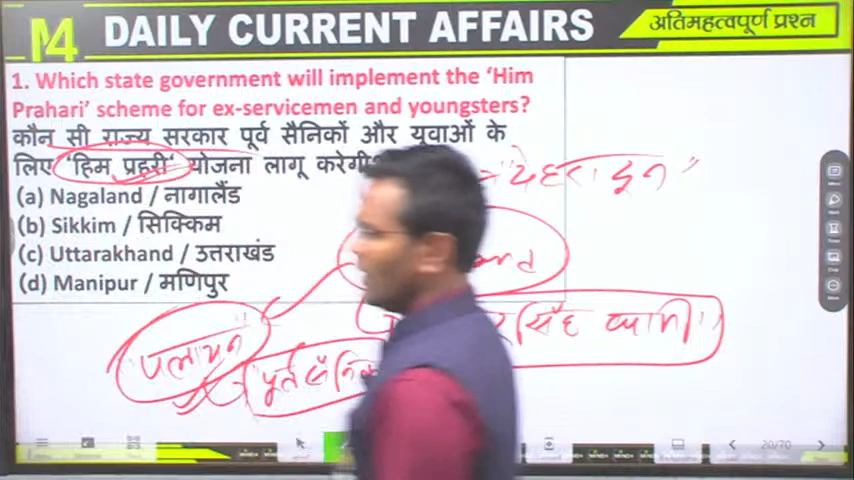 M4 DAILY CURRENT AFFAIRS अतिमहत्वपूर्ण प्रश्न
1. Which state government will implement the ‘Him
Prahari’ scheme for ex-servicemen and youngsters?
कौन सी राज्य सरकार पूर्व सैनिकों और युवाओं के
लिए ‘हिम प्रहरी‘ योजना लागू करेगी
(a) Nagaland / नागालैंड
"देहरादून"
(b) Sikkim / सिक्किम
(c) Uttarakhand / उत्तराखंड
(d) Manipur / मणिपुर
सिंह धामी"
"पलायन"
पूर्व सैनिक
20/70